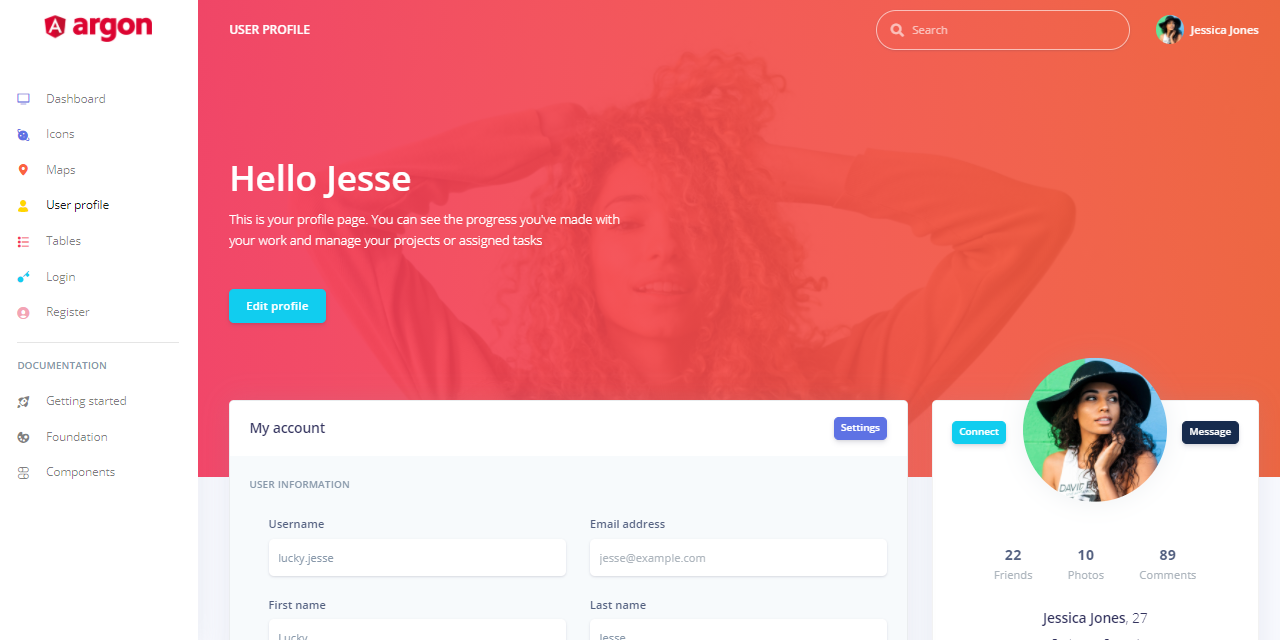 argon
Dashboard
Icons
Maps
User profile
Tables
Login
Register
DOCUMENTATION
Getting started
Foundation
Components
USER PROFILE
Search
Jessica Jones
Hello Jesse
This is your profile page. You can see the progress you've made with
your work and manage your projects or assigned tasks
Edit profile
My account
Settings
USER INFORMATION
Username
Email address
lucky.jesse
jesse@example.com
First name
Last name
Lucky
Jesse
Connect
Message
22
10
89
Friends
Photos
Comments
Jessica Jones, 27